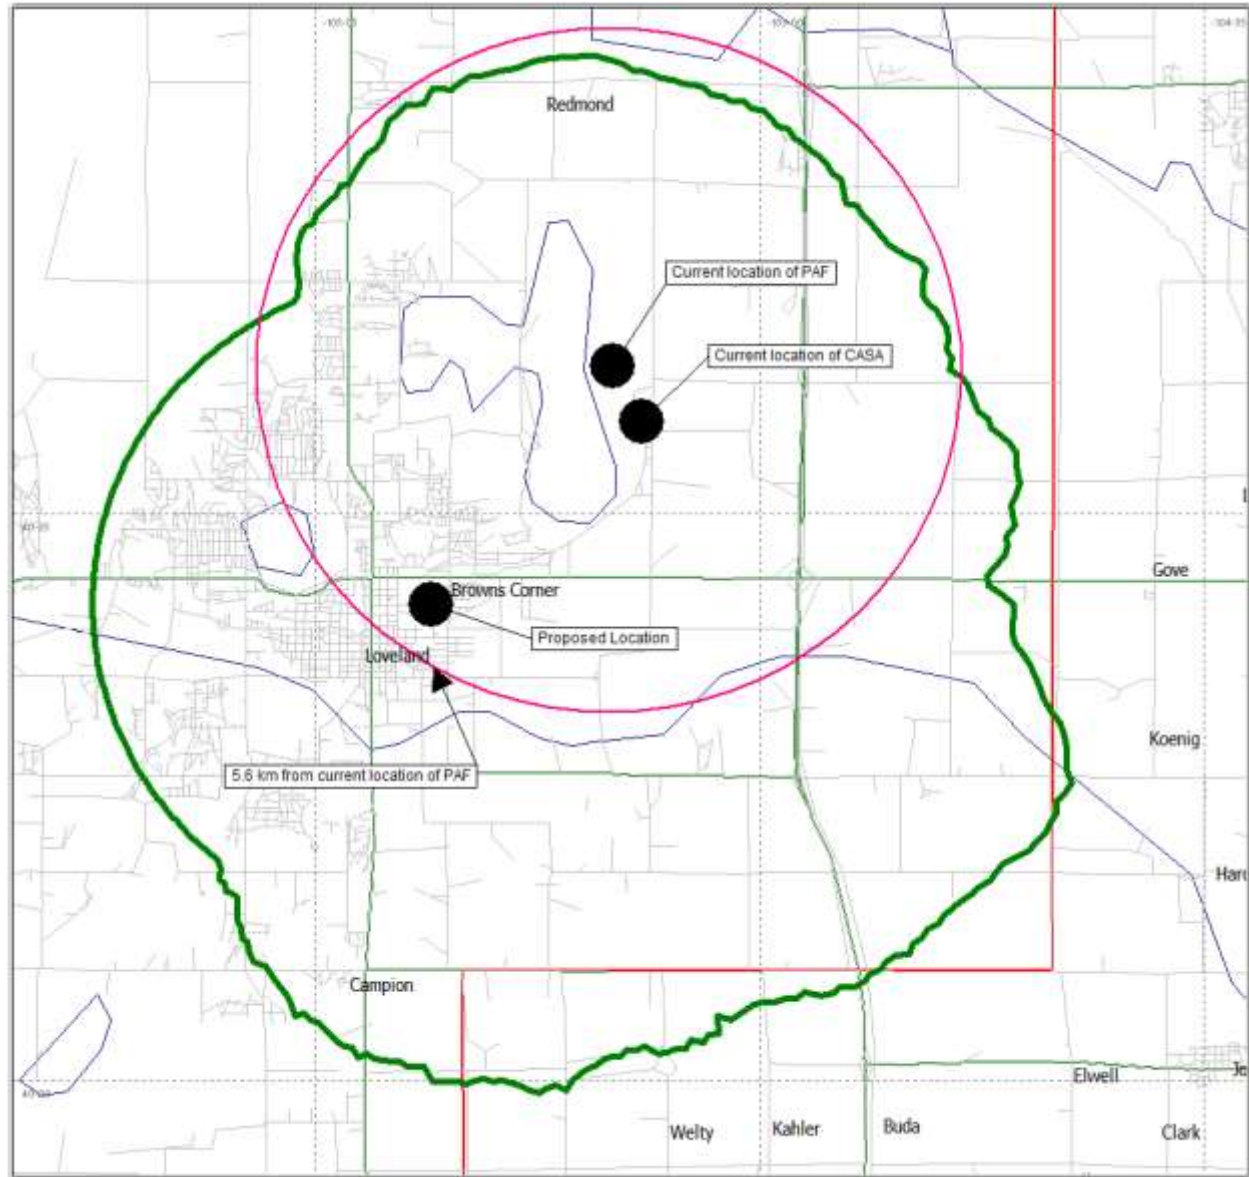 Redmond
Current location of PAF
Current location of CASA
Browns Corner
Gove
Proposed Location
Loveland
Koenig
5.6 km from current location of PAF
Campion
Elwell
Welty
Kahler
Buda
Clark